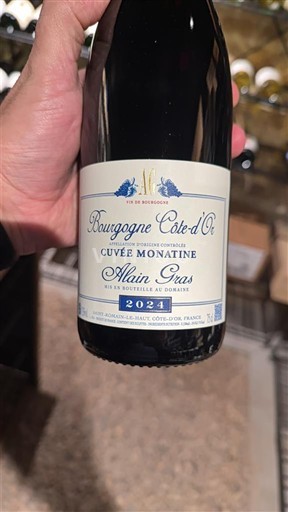 AG
VIN DE BOURGOGNE
Bourgogne Côte-d'Or
APPELLATION D'ORIGINE CONTRÔLÉE
CUVÉE MONATINE
Alain Gras
MIS EN BOUTEILLE AU DOMAINE
2024
SAINT-ROMAIN-LE-HAUT, CÔTE-D'OR, FRANCE